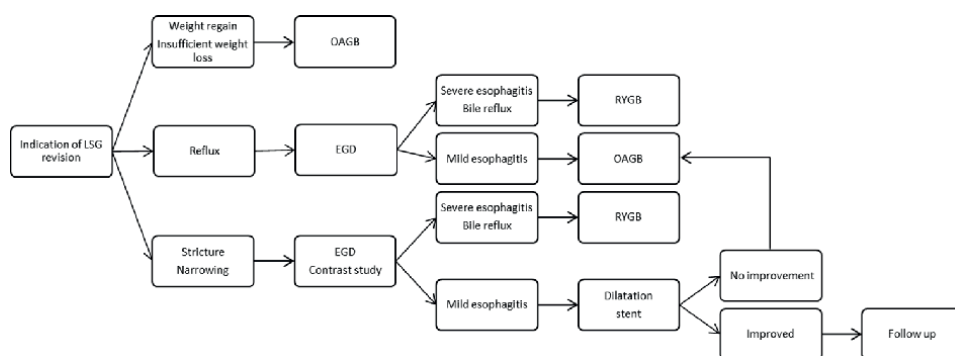 Weight regain
Insufficient weight
loss
OAGB
Severe esophagitis
Bile reflux
RYGB
Indication of LSG
revision
Reflux
EGD
Mild esophagitis
OAGB
Severe esophagitis
Bile reflux
RYGB
Stricture
Narrowing
EGD
Contrast study
Mild esophagitis
Dilatation
stent
No improvement
Improved
Follow up